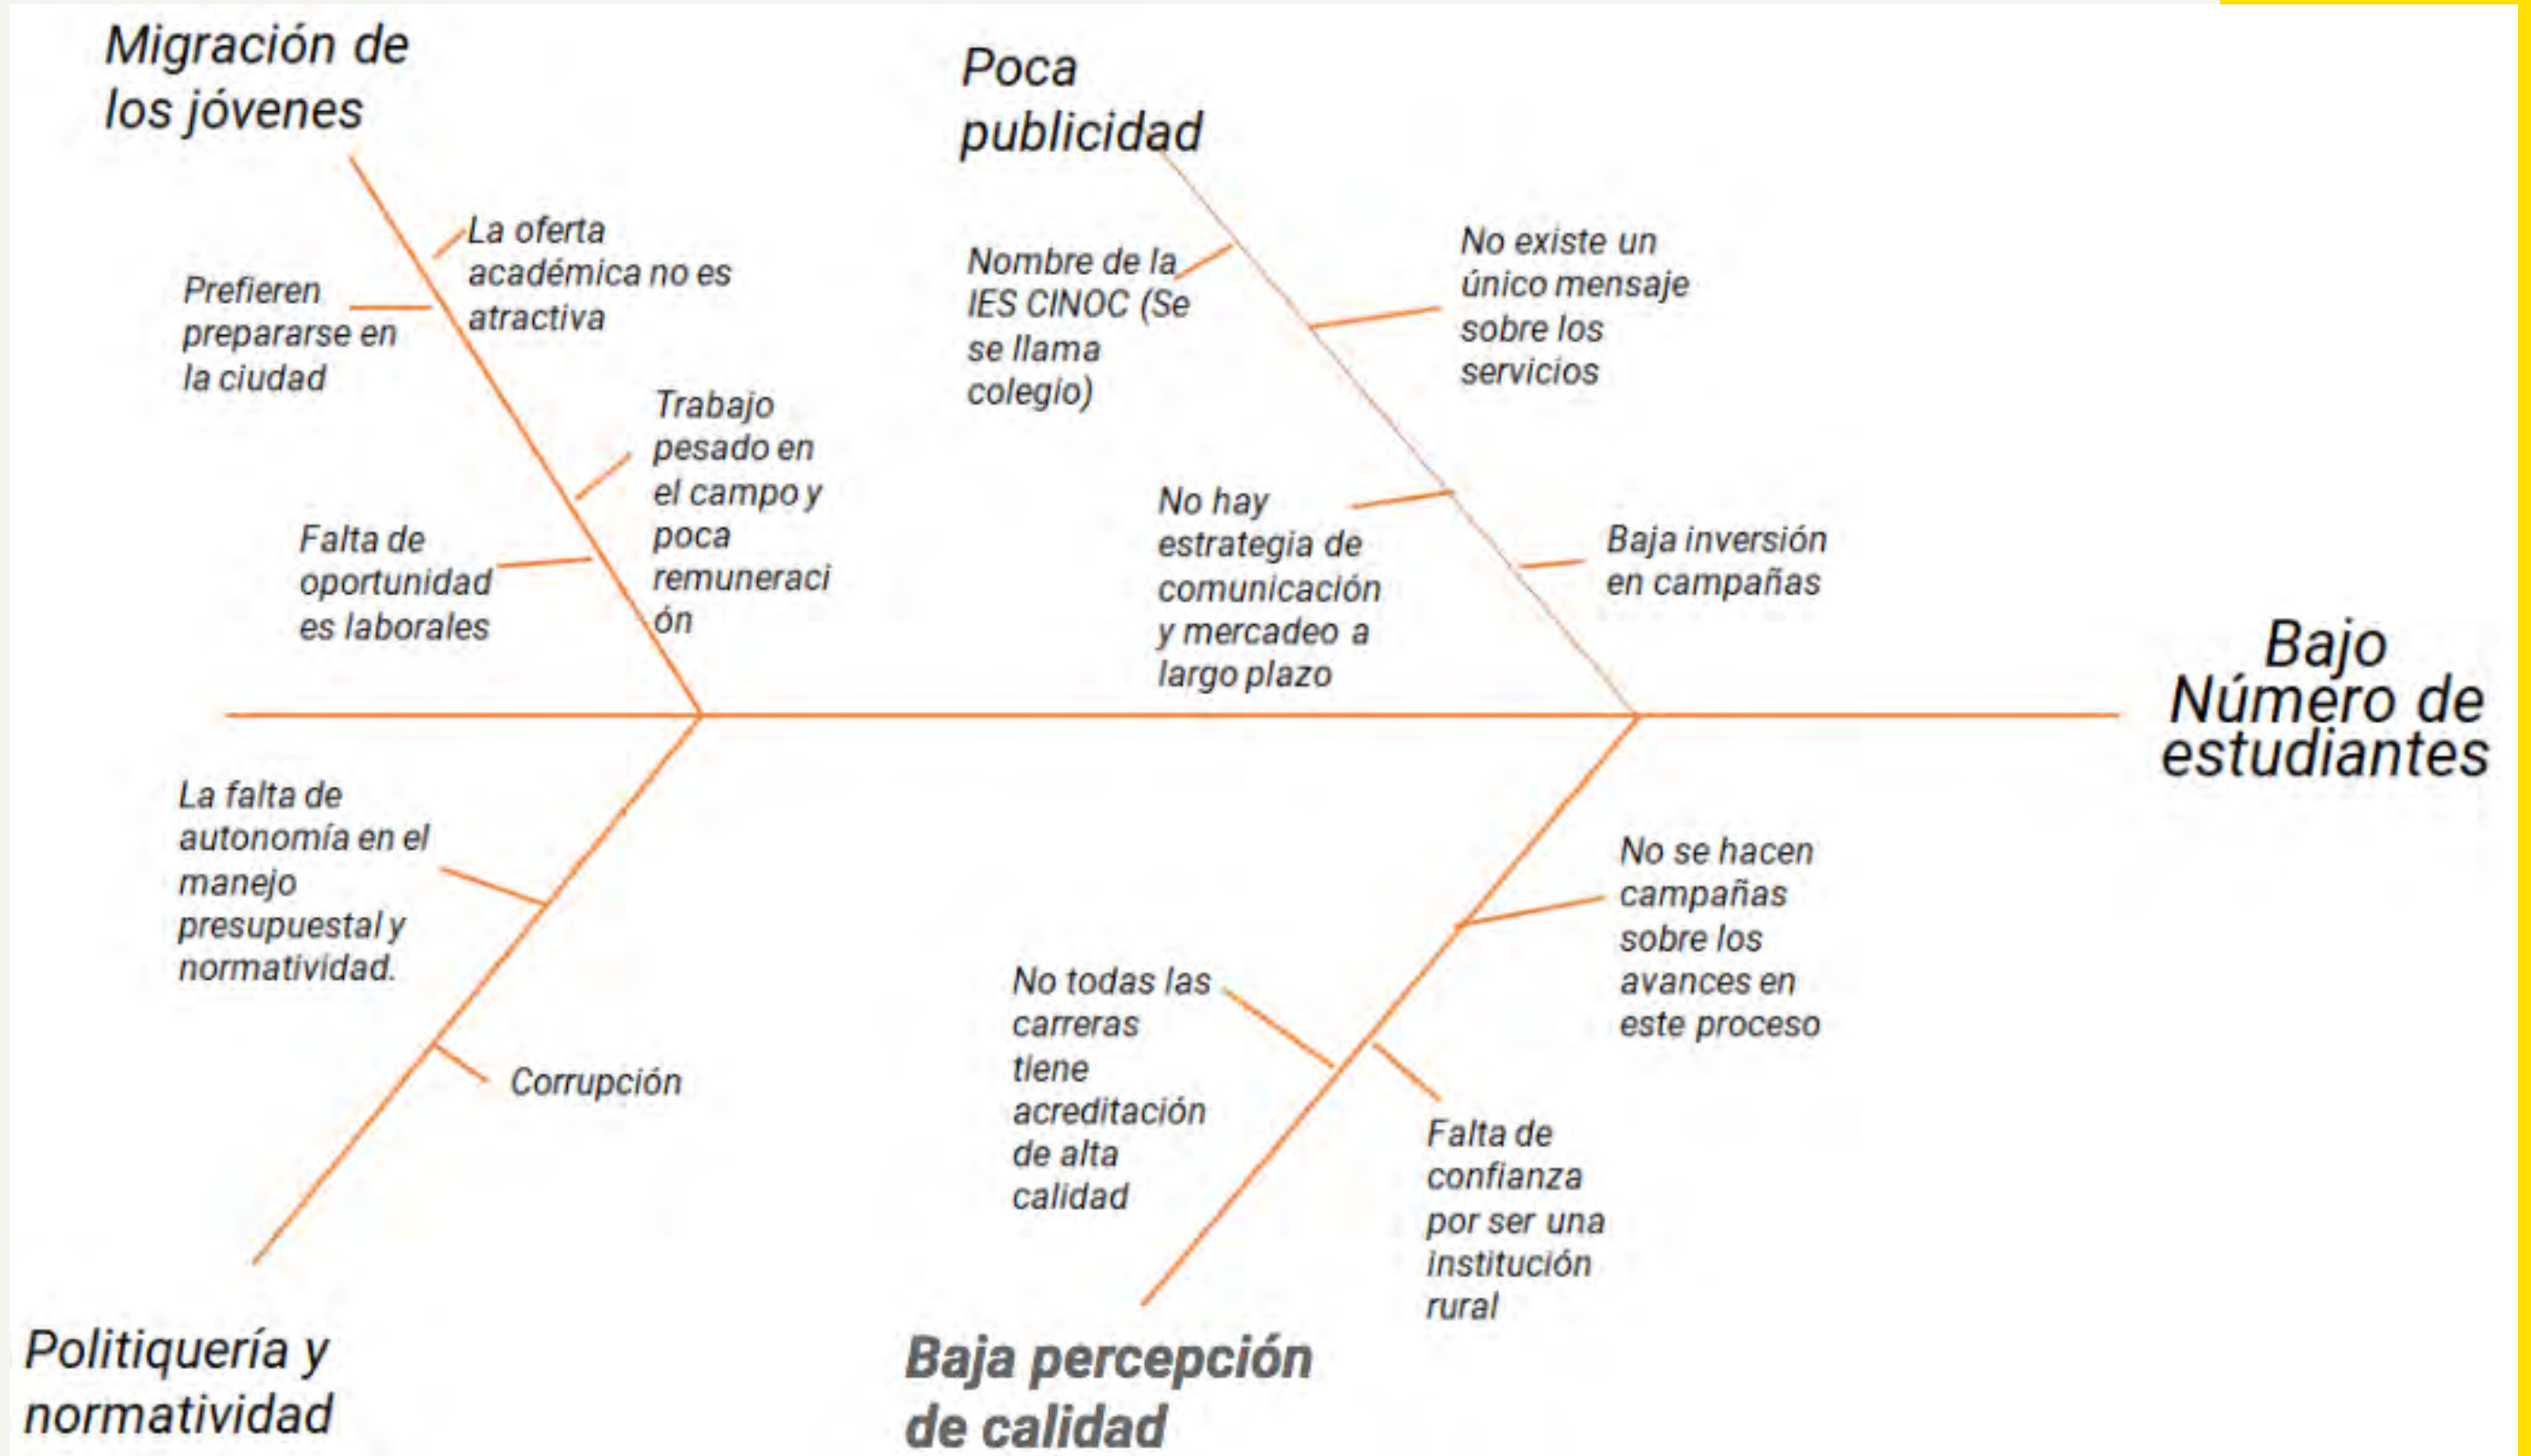 Migración de
los jóvenes
Poca
publicidad
La oferta
académica no es
atractiva
Prefieren
prepararse en
la ciudad
Trabajo
pesado en
el campo y
poca
remuneraci
ón
Falta de
oportunidad
es laborales
Nombre de la
IES CINOC (Se
se llama
colegio)
No existe un
único mensaje
sobre los
servicios
No hay
estrategia de
comunicación
y mercadeo a
largo plazo
Baja inversión
en campañas
Bajo
Número de
estudiantes
La falta de
autonomía en el
manejo
presupuestal y
normatividad.
Corrupción
No se hacen
campañas
sobre los
avances en
este proceso
No todas las
carreras
tiene
acreditación
de alta
calidad
Falta de
confianza
por ser una
institución
rural
Politiquería y
normatividad
Baja percepción
de calidad